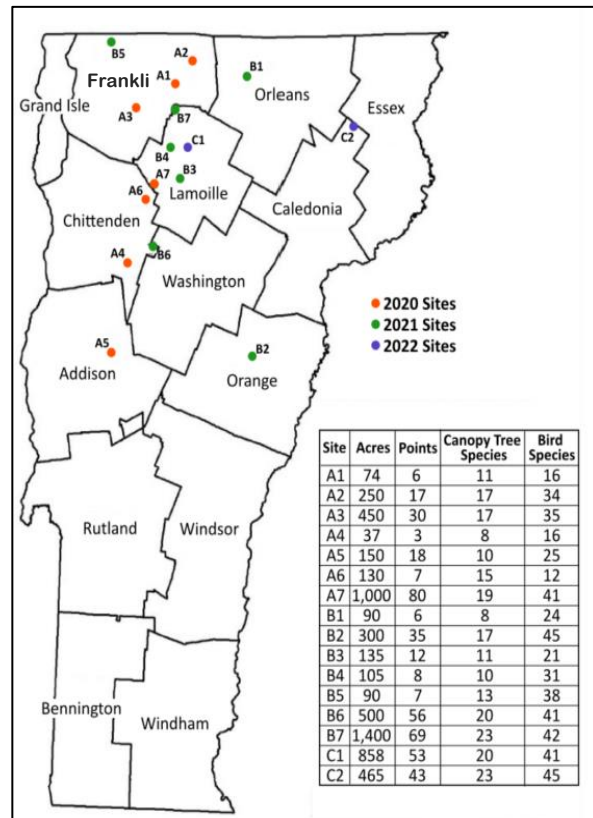 B5
A2
Frankli
A1
B1
Orleans
Essex
Grand Isle
A3
B7
C2
C1
B4
A7
B3
A6
Lamoille
Caledonia
Chittenden
B6
A4
Washington
2020 Sites
2021 Sites
2022 Sites
A5
B2
Addison
Orange
Rutland
Windsor
Bennington
Windham
Site Acres Points Canopy Tree Species Bird Species
A1 74 6 11 16
A2 250 17 17 34
A3 450 30 17 35
A4 37 3 8 16
A5 150 18 10 25
A6 130 7 15 12
A7 1,000 80 19 41
B1 90 6 8 24
B2 300 35 17 45
B3 135 12 11 21
B4 105 8 10 31
B5 90 7 13 38
B6 500 56 20 41
B7 1,400 69 23 42
C1 858 53 20 41
C2 465 43 23 45